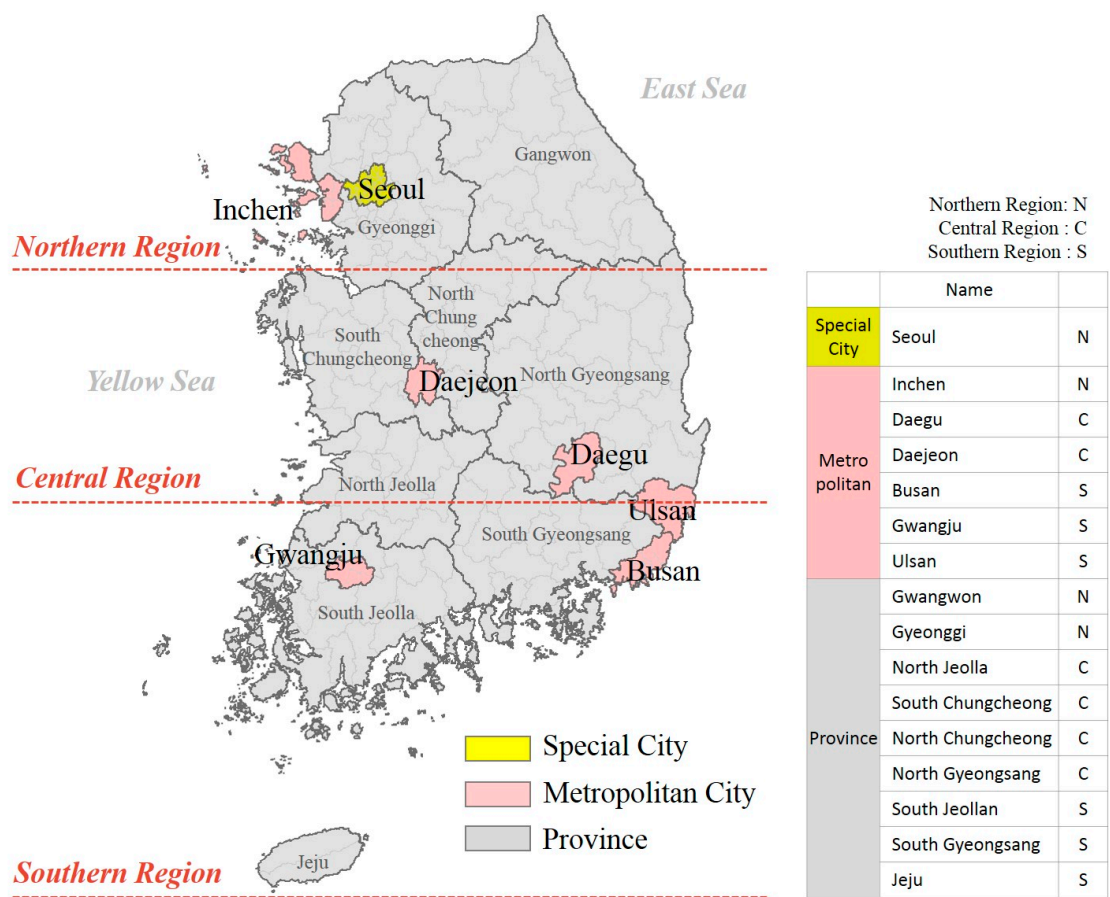 East Sea
Gangwon
Seoul
Inchen
Gyeonggi
Northern Region
North
Chung
cheong
South
Chungcheong
Yellow Sea
Daejeon
North Gyeongsang
Daegu
Central Region
North Jeolla
Ulsan
South Gyeongsang
Gwangju
Busan
South Jeolla
Special City
Metropolitan City
Province
Jeju
Southern Region
Northern Region: N
Central Region : C
Southern Region : S
Name
Special
City
Seoul N
Metro
politan
Inchen N
Daegu C
Daejeon C
Busan S
Gwangju S
Ulsan S
Province
Gwangwon N
Gyeonggi N
North Jeolla C
South Chungcheong C
North Chungcheong C
North Gyeongsang C
South Jeollan S
South Gyeongsang S
Jeju S